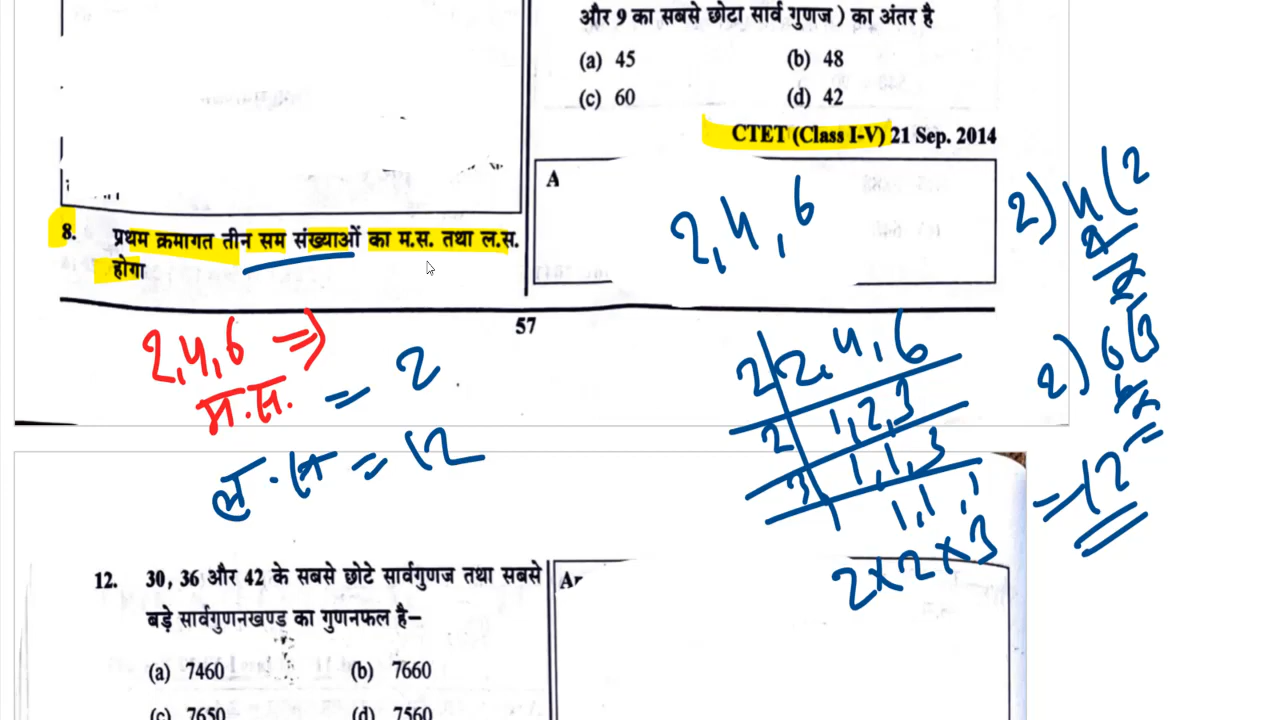 और 9 का सबसे छोटा सार्व गुणज ) का अंतर है
(a) 45 (b) 48
(c) 60 (d) 42
CTET (Class I-V) 21 Sep. 2014
A
2,4,6
8. प्रथम क्रमागत तीन सम संख्याओं का म.स. तथा ल.स.
होगा
57
2,4,6 ⇒
म.स. = 2
ल.स = 12
2) 4 (2
4
2) 6 (3
6
2 2,4,6
2 1,2,3
3 1,1,3
1,1,1
2×2×3
=12
12. 30, 36 और 42 के सबसे छोटे सार्वगुणज तथा सबसे
बड़े सार्वगुणनखण्ड का गुणनफल है–
(a) 7460 (b) 7660
(c) 7650 (d) 7560